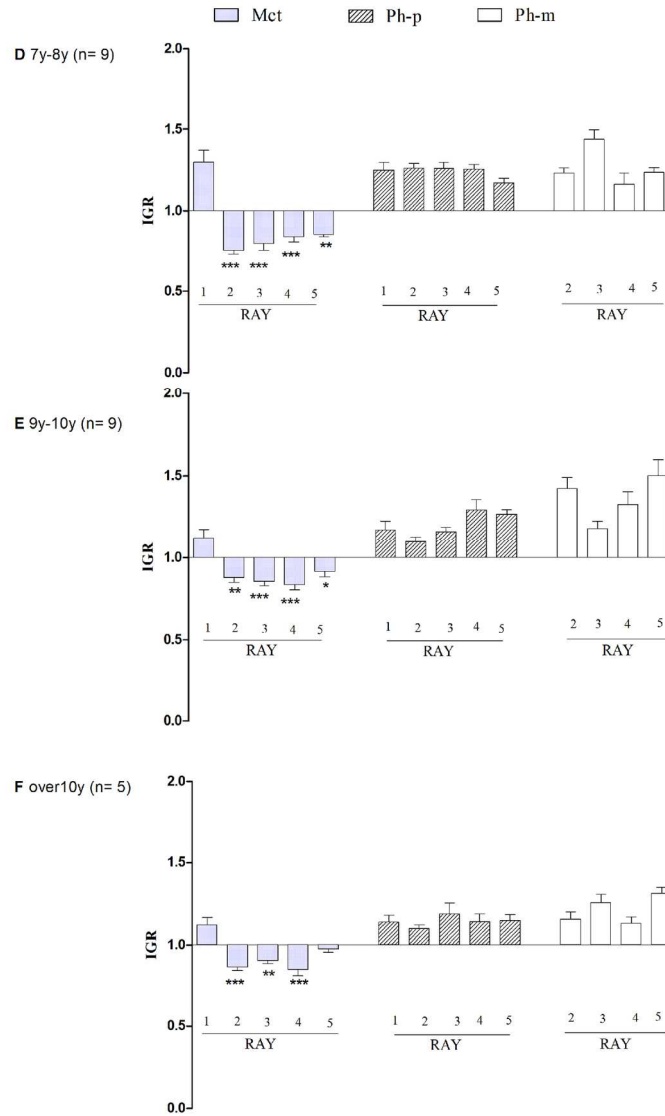 Mct Ph-p Ph-m
D 7y-8y (n= 9)
2.0
1.5
IGR
1.0
*** *** *** **
0.5
1 2 3 4 5 1 2 3 4 5 2 3 4 5
RAY RAY RAY
0.0
2.0
E 9y-10y (n= 9)
1.5
IGR
1.0
** *** *** *
1 2 3 4 5 1 2 3 4 5 2 3 4 5
0.5
RAY RAY RAY
0.0
2.0
F over10y (n= 5)
1.5
IGR
1.0
*** ** ***
1 2 3 4 5 1 2 3 4 5 2 3 4 5
0.5
RAY RAY RAY
0.0